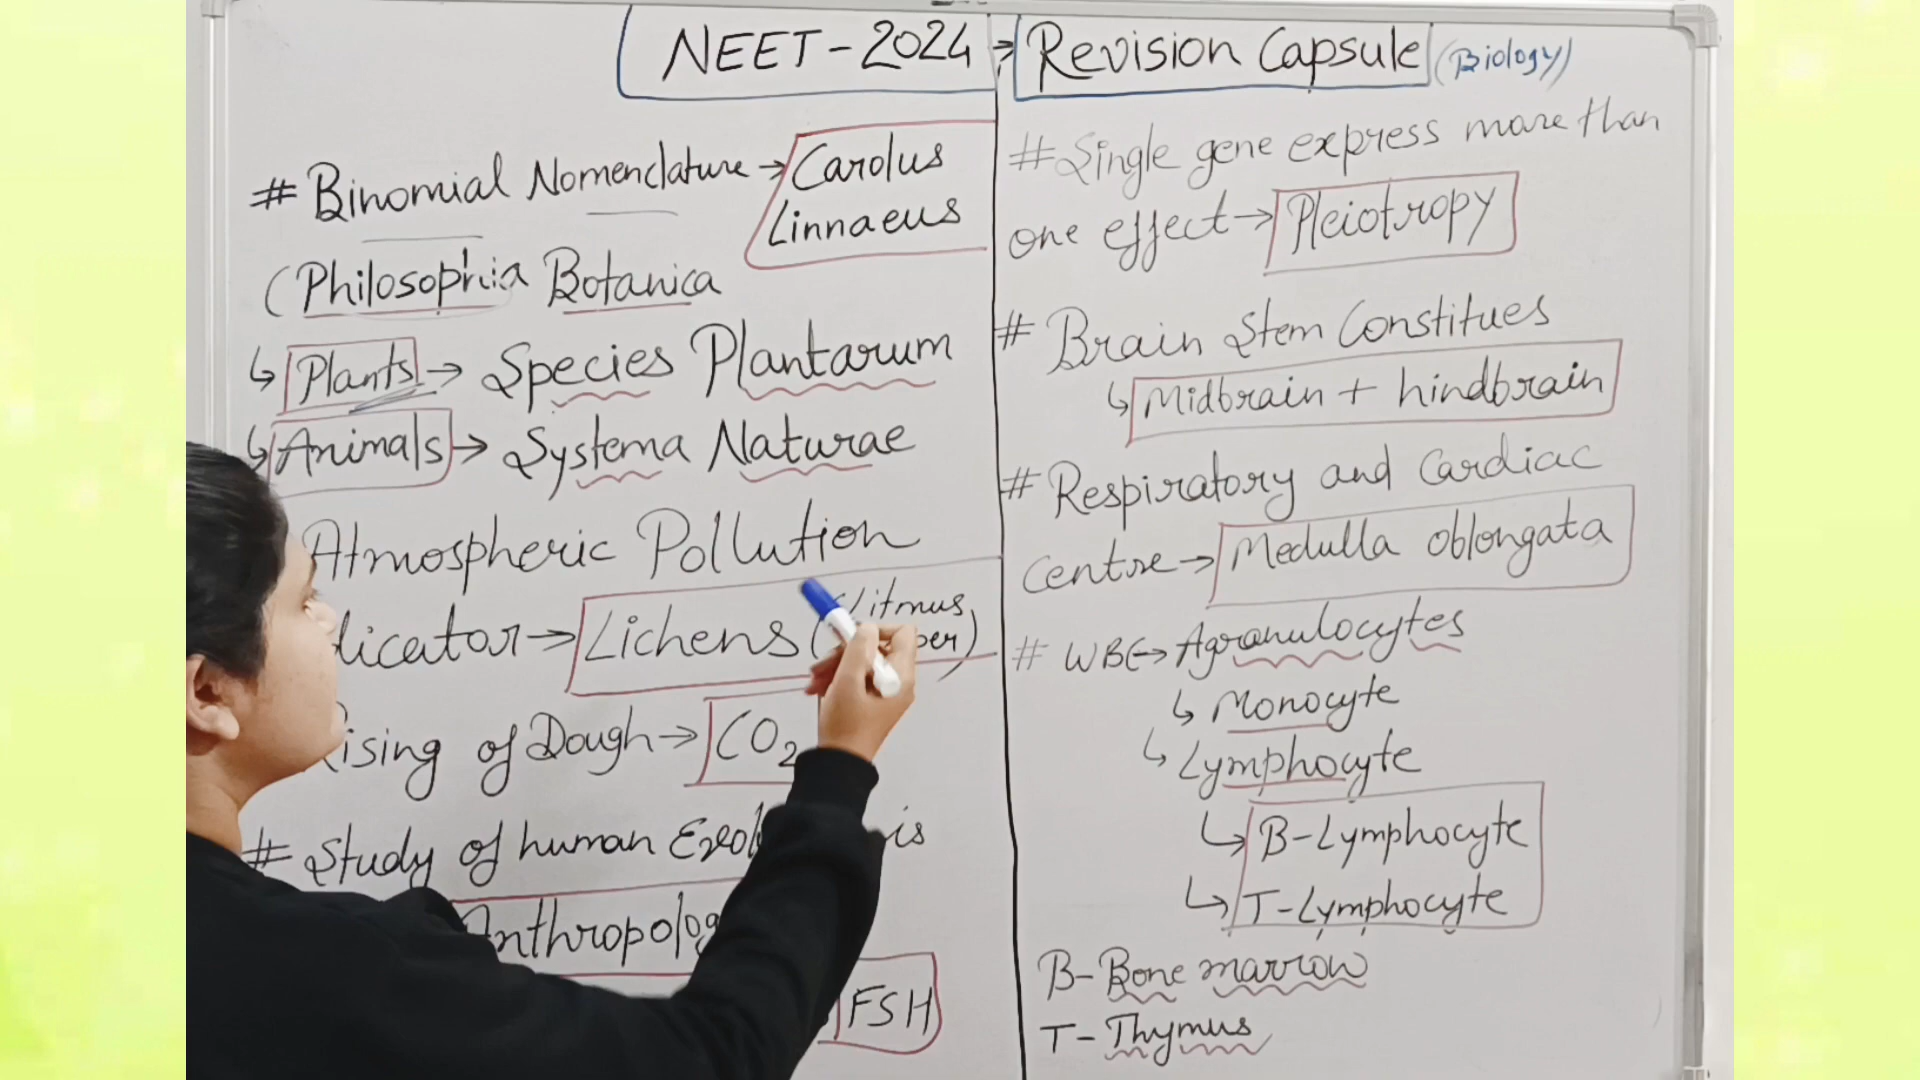 NEET-2024 → Revision Capsule (Biology)
# Binomial Nomenclature → Carolus
Linnaeus
(Philosophia Botanica
↳ Plants → Species Plantarum
↳ Animals → Systema Naturae
Atmospheric Pollution
→ Lichens (Litmus
of Dough → CO2
# Study of human is
FSH
# Single gene express more than
one effect → Pleiotropy
# Brain Stem Constitues
↳ Midbrain + hindbrain
# Respiratory and Cardiac
centre → Medulla oblongata
# WBC → Agranulocytes
↳ Monocyte
↳ Lymphocyte
↳ B-Lymphocyte
↳ T-Lymphocyte
B- Bone marrow
T- Thymus